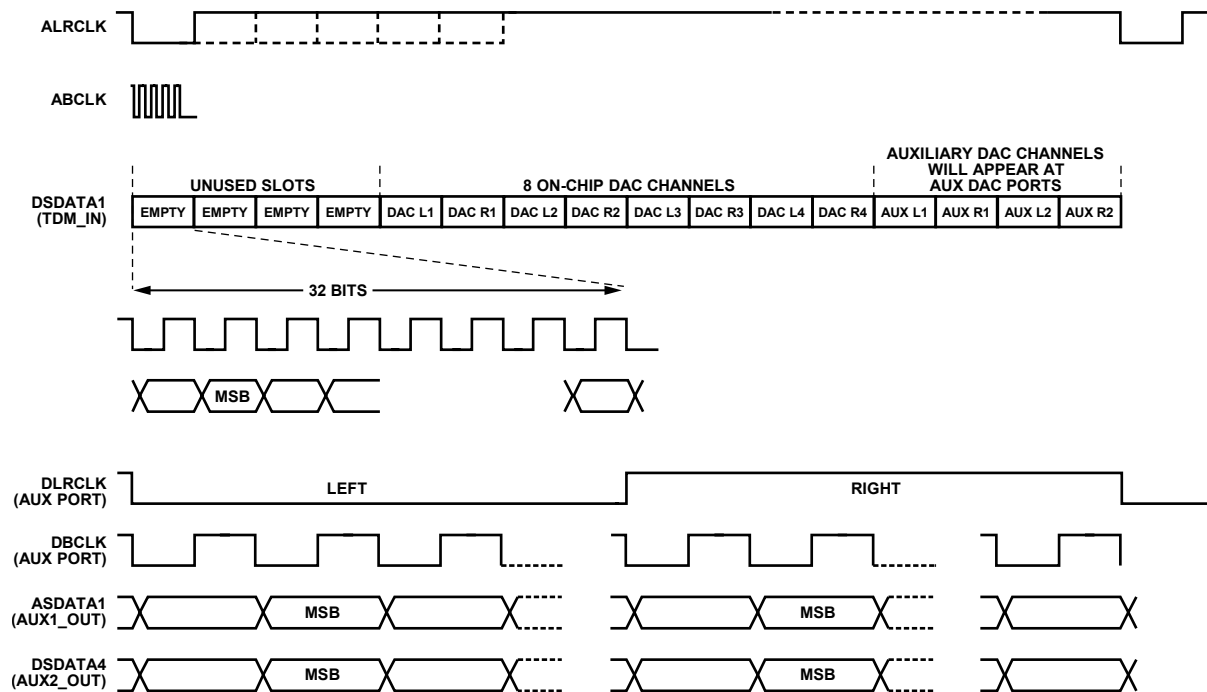 ALRCLK
ABCLK
AUXILIARY DAC CHANNELS
WILL APPEAR AT
AUX DAC PORTS
UNUSED SLOTS
8 ON-CHIP DAC CHANNELS
DSDATA1
(TDM_IN)
EMPTY EMPTY EMPTY EMPTY DAC L1 DAC R1 DAC L2 DAC R2 DAC L3 DAC R3 DAC L4 DAC R4 AUX L1 AUX R1 AUX L2 AUX R2
32 BITS
MSB
DLRCLK
(AUX PORT)
LEFT
RIGHT
DBCLK
(AUX PORT)
ASDATA1
(AUX1_OUT)
MSB
MSB
DSDATA4
(AUX2_OUT)
MSB
MSB